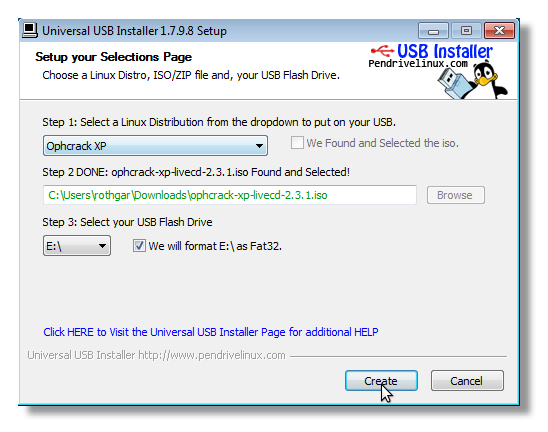 Universal USB Installer 1.7.9.8 Setup
Setup your Selections Page
Choose a Linux Distro, ISO/ZIP file and, your USB Flash Drive.
USB Installer
Pendrivelinux.com
Step 1: Select a Linux Distribution from the dropdown to put on your USB.
Ophcrack XP
We Found and Selected the iso.
Step 2 DONE: ophcrack-xp-livecd-2.3.1.iso Found and Selected!
C:\Users\rothgar\Downloads\ophcrack-xp-livecd-2.3.1.iso
Browse
Step 3: Select your USB Flash Drive
E:\
We will format E:\ as Fat32.
Click HERE to Visit the Universal USB Installer Page for additional HELP
Universal USB Installer http://www.pendrivelinux.com
Create
Cancel